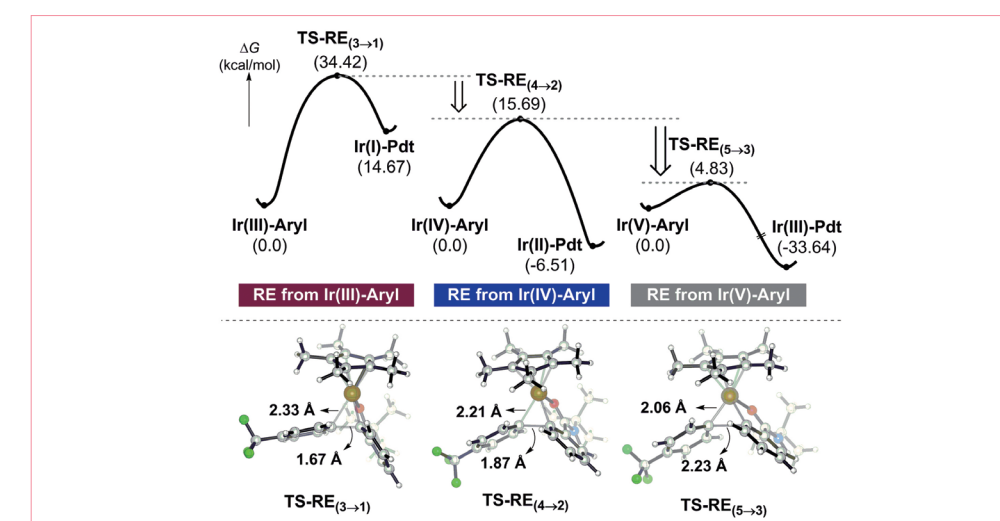 TS-RE(3→1)
(34.42)
ΔG
(kcal/mol)
TS-RE(4→2)
(15.69)
TS-RE(5→3)
(4.83)
Ir(I)-Pdt
(14.67)
Ir(III)-Aryl
(0.0)
Ir(IV)-Aryl
(0.0)
Ir(II)-Pdt
(-6.51)
Ir(V)-Aryl
(0.0)
Ir(III)-Pdt
(-33.64)
RE from Ir(III)-Aryl
RE from Ir(IV)-Aryl
RE from Ir(V)-Aryl
2.33 Å
1.67 Å
TS-RE(3→1)
2.21 Å
1.87 Å
TS-RE(4→2)
2.06 Å
2.23 Å
TS-RE(5→3)